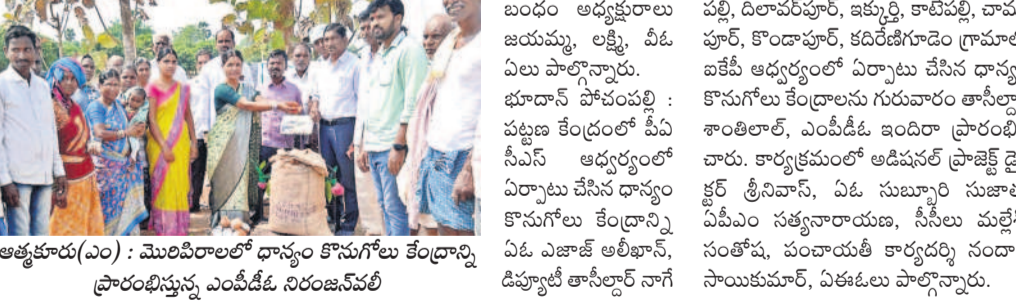 ఆత్మకూరు(ఎం) : మొరిపిరాలలో ధాన్యం కొనుగోలు కేంద్రాన్ని
ప్రారంభిస్తున్న ఎంపీడీఓ నిరంజన్‌వలీ
బంధం అధ్యక్షురాలు
జయమ్మ, లక్ష్మి, వీఓ
ఏలు పాల్గొన్నారు.
భూదాన్ పోచంపల్లి :
పట్టణ కేంద్రంలో పీఏ
సీఎస్ ఆధ్వర్యంలో
ఏర్పాటు చేసిన ధాన్యం
కొనుగోలు కేంద్రాన్ని
ఏఓ ఎజాజ్ అలీఖాన్,
డిప్యూటీ తాసీల్దార్ నాగే
పల్లి, దిలావర్‌పూర్, ఇక్కుర్తి, కాటేపల్లి, చామ
పూర్, కొండాపూర్, కదిరేణిగూడెం గ్రామాల
ఐకేపీ ఆధ్వర్యంలో ఏర్పాటు చేసిన ధాన్య
కొనుగోలు కేంద్రాలను గురువారం తాసీల్దా
శాంతిలాల్, ఎంపీడీఓ ఇందిరా ప్రారంభి
చారు. కార్యక్రమంలో అడిషనల్ ప్రాజెక్ట్ డై
క్టర్ శ్రీనివాస్, ఏఓ సుబ్బూరి సుజాత
ఏపీఎం సత్యనారాయణ, సీసీలు మల్లే
సంతోష, పంచాయతీ కార్యదర్శి నందా
సాయికుమార్, ఏఈఓలు పాల్గొన్నారు.